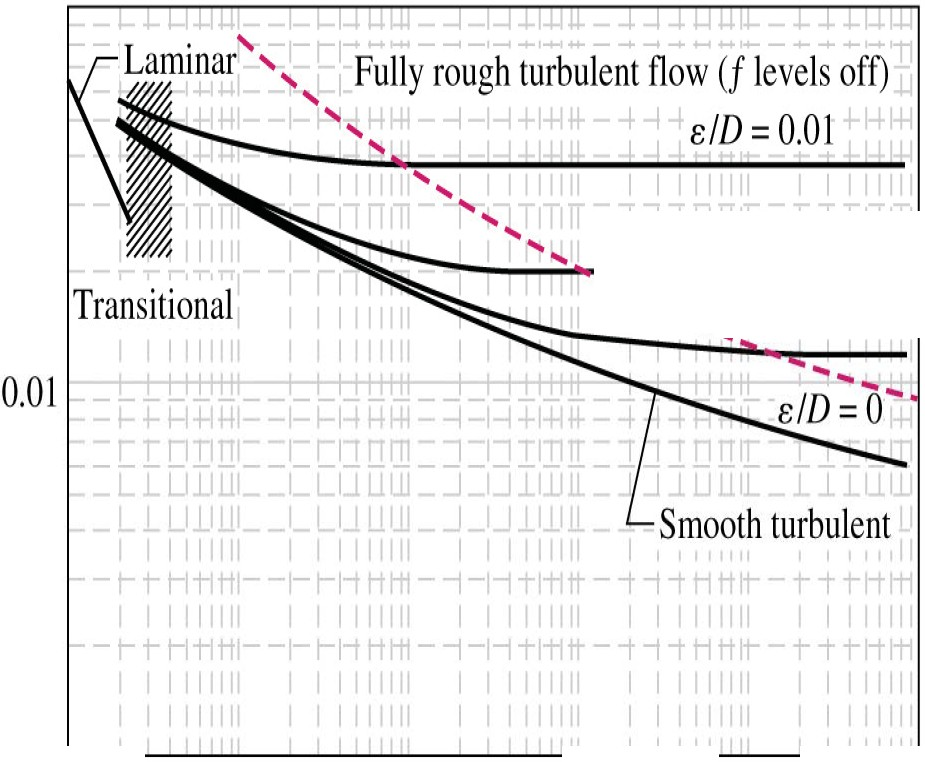 Laminar
Fully rough turbulent flow (ƒ levels off)
ε/D = 0.01
Transitional
0.01
ε/D = 0
Smooth turbulent